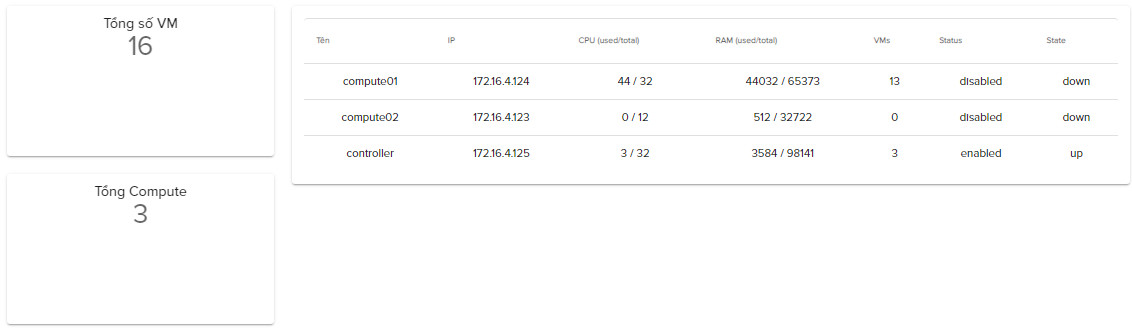 Tổng số VM
16
Tổng Compute
3
Tên IP CPU (used/total) RAM (used/total) VMs Status State
compute01 172.16.4.124 44 / 32 44032 / 65373 13 disabled down
compute02 172.16.4.123 0 / 12 512 / 32722 0 disabled down
controller 172.16.4.125 3 / 32 3584 / 98141 3 enabled up